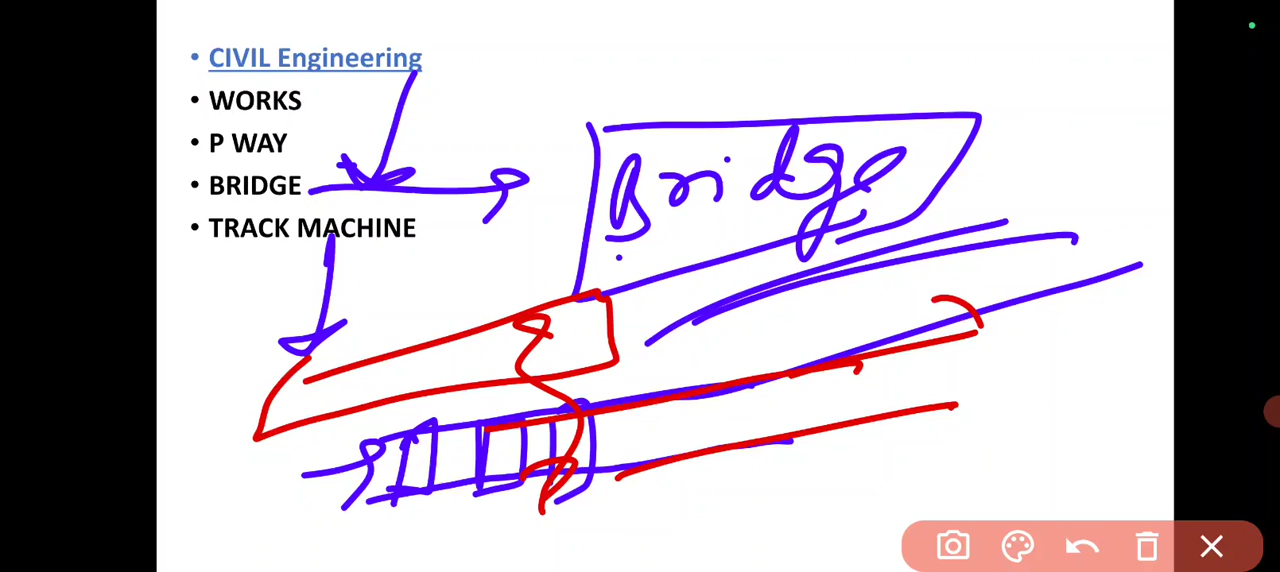 CIVIL Engineering
WORKS
P WAY
BRIDGE
TRACK MACHINE
Bridge